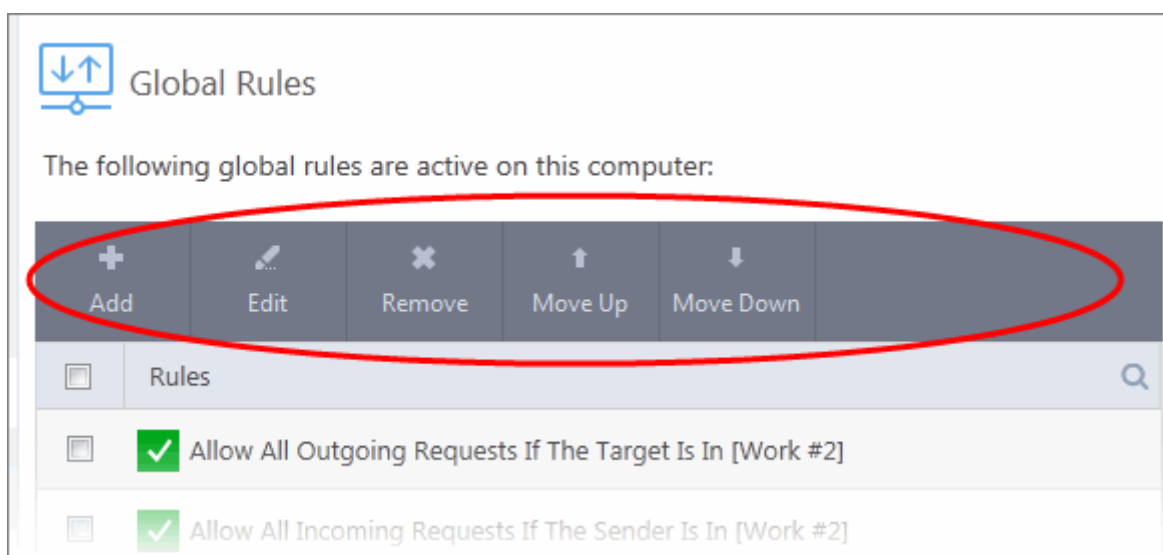 Global Rules
The following global rules are active on this computer:
Add Edit Remove Move Up Move Down
Rules
Allow All Outgoing Requests If The Target Is In [Work #2]
Allow All Incoming Requests If The Sender Is In [Work #2]